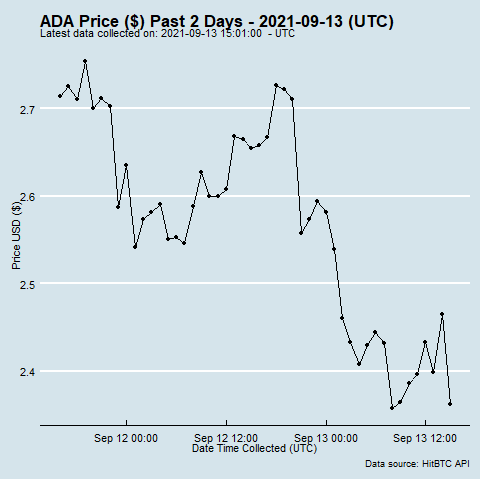 ADA Price ($) Past 2 Days - 2021-09-13 (UTC)
Latest data collected on: 2021-09-13 15:01:00  - UTC
2.7
2.6
2.5
2.4
Price USD ($)
Sep 12 00:00
Sep 12 12:00
Sep 13 00:00
Sep 13 12:00
Date Time Collected (UTC)
Data source: HitBTC API